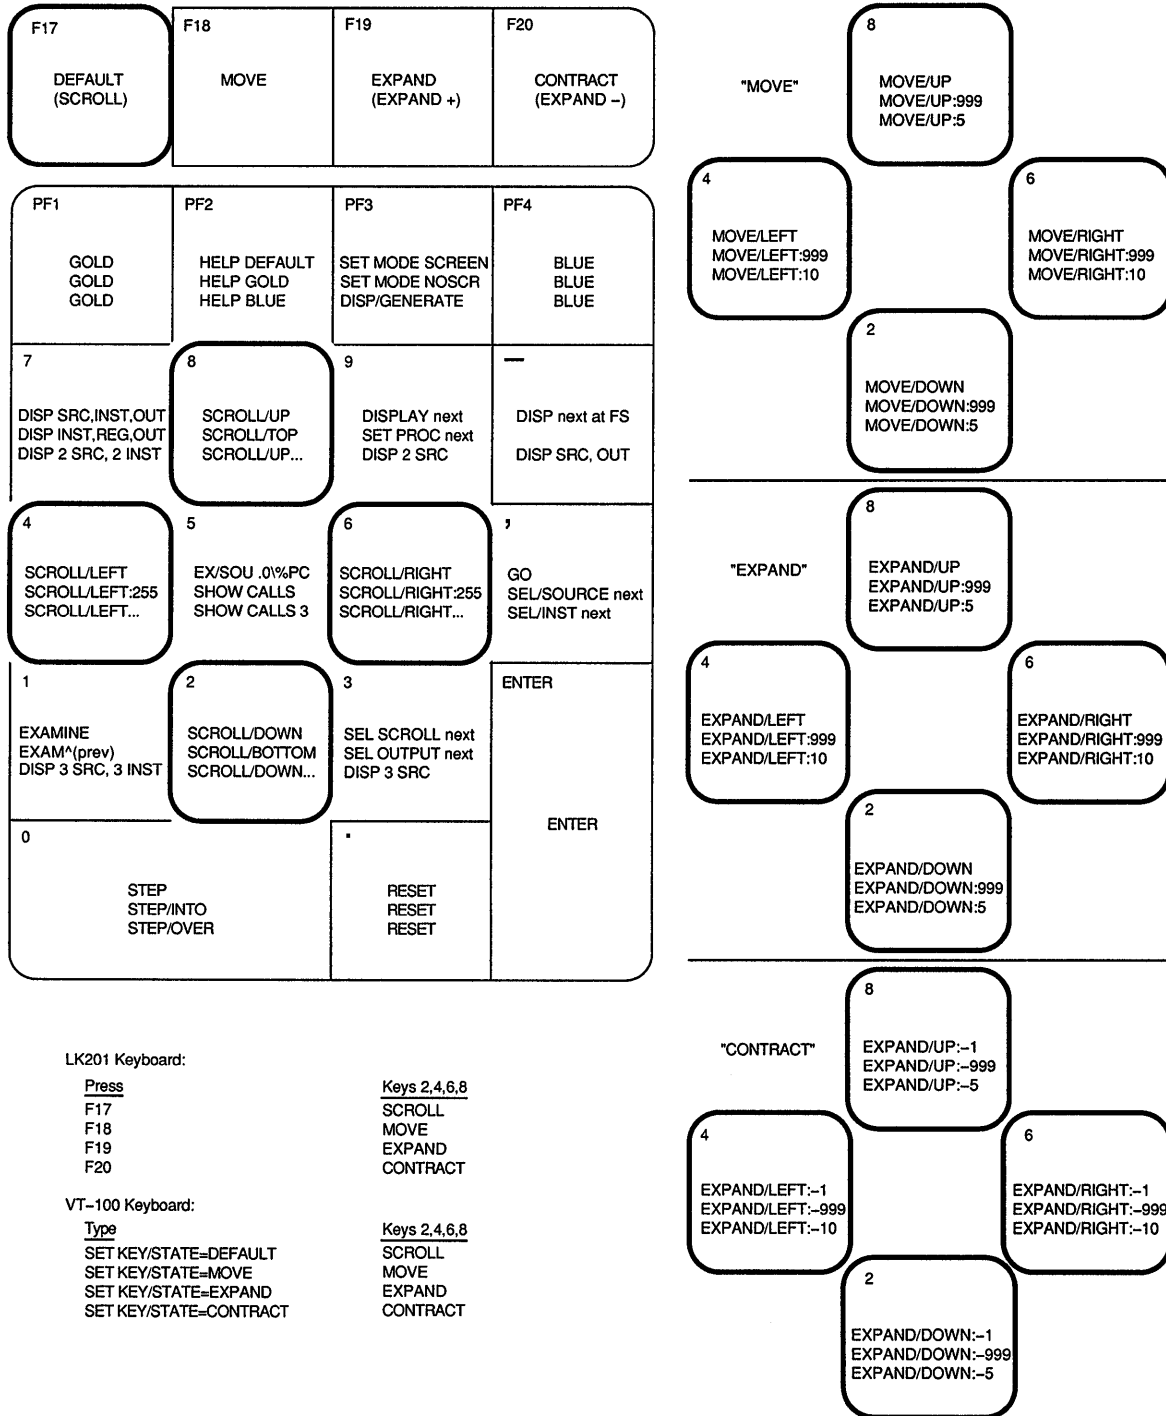 F17
DEFAULT
(SCROLL)
F18
MOVE
F19
EXPAND
(EXPAND +)
F20
CONTRACT
(EXPAND –)
PF1
GOLD
GOLD
GOLD
PF2
HELP DEFAULT
HELP GOLD
HELP BLUE
PF3
SET MODE SCREEN
SET MODE NOSCR
DISP/GENERATE
PF4
BLUE
BLUE
BLUE
7
DISP SRC,INST,OUT
DISP INST,REG,OUT
DISP 2 SRC, 2 INST
8
SCROLL/UP
SCROLL/TOP
SCROLL/UP...
9
DISPLAY next
SET PROC next
DISP 2 SRC
–
DISP next at FS
DISP SRC, OUT
4
SCROLL/LEFT
SCROLL/LEFT:255
SCROLL/LEFT...
5
EX/SOU .0\%PC
SHOW CALLS
SHOW CALLS 3
6
SCROLL/RIGHT
SCROLL/RIGHT:255
SCROLL/RIGHT...
,
GO
SEL/SOURCE next
SEL/INST next
1
EXAMINE
EXAM^(prev)
DISP 3 SRC, 3 INST
2
SCROLL/DOWN
SCROLL/BOTTOM
SCROLL/DOWN...
3
SEL SCROLL next
SEL OUTPUT next
DISP 3 SRC
ENTER
ENTER
0
STEP
STEP/INTO
STEP/OVER
.
RESET
RESET
RESET
LK201 Keyboard:
Press Keys 2,4,6,8
F17 SCROLL
F18 MOVE
F19 EXPAND
F20 CONTRACT
VT–100 Keyboard:
Type Keys 2,4,6,8
SET KEY/STATE=DEFAULT SCROLL
SET KEY/STATE=MOVE MOVE
SET KEY/STATE=EXPAND EXPAND
SET KEY/STATE=CONTRACT CONTRACT
"MOVE"
8
MOVE/UP
MOVE/UP:999
MOVE/UP:5
4
MOVE/LEFT
MOVE/LEFT:999
MOVE/LEFT:10
6
MOVE/RIGHT
MOVE/RIGHT:999
MOVE/RIGHT:10
2
MOVE/DOWN
MOVE/DOWN:999
MOVE/DOWN:5
"EXPAND"
8
EXPAND/UP
EXPAND/UP:999
EXPAND/UP:5
4
EXPAND/LEFT
EXPAND/LEFT:999
EXPAND/LEFT:10
6
EXPAND/RIGHT
EXPAND/RIGHT:999
EXPAND/RIGHT:10
2
EXPAND/DOWN
EXPAND/DOWN:999
EXPAND/DOWN:5
"CONTRACT"
8
EXPAND/UP:–1
EXPAND/UP:–999
EXPAND/UP:–5
4
EXPAND/LEFT:–1
EXPAND/LEFT:–999
EXPAND/LEFT:–10
6
EXPAND/RIGHT:–1
EXPAND/RIGHT:–999
EXPAND/RIGHT:–10
2
EXPAND/DOWN:–1
EXPAND/DOWN:–999
EXPAND/DOWN:–5